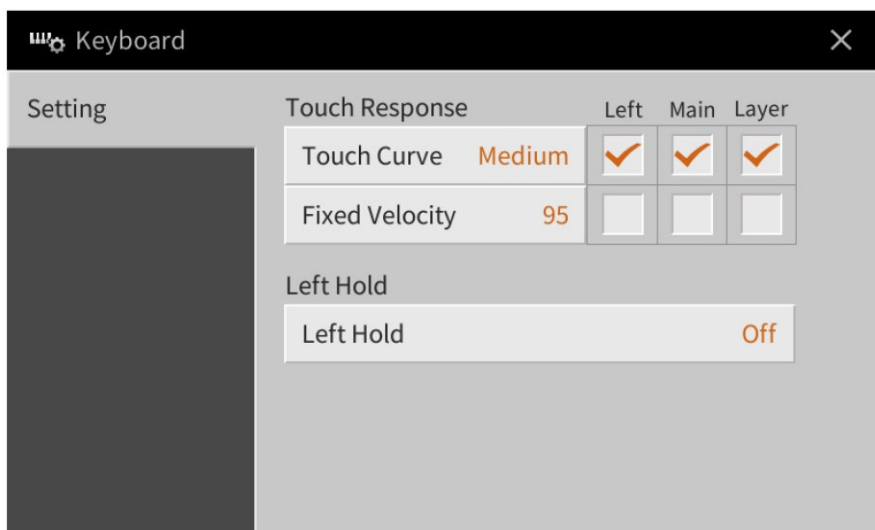 Keyboard
Setting
Touch Response Left Main Layer
Touch Curve Medium
Fixed Velocity 95
Left Hold
Left Hold Off